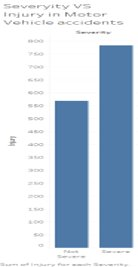 Severyity VS
Injury in Motor
Vehicle accidents
Severity
800
750
700
650
600
550
500
450
400
350
300
250
200
150
100
50
0
Injury
Not
Severe
Severe
Sum of Injury for each Severity.